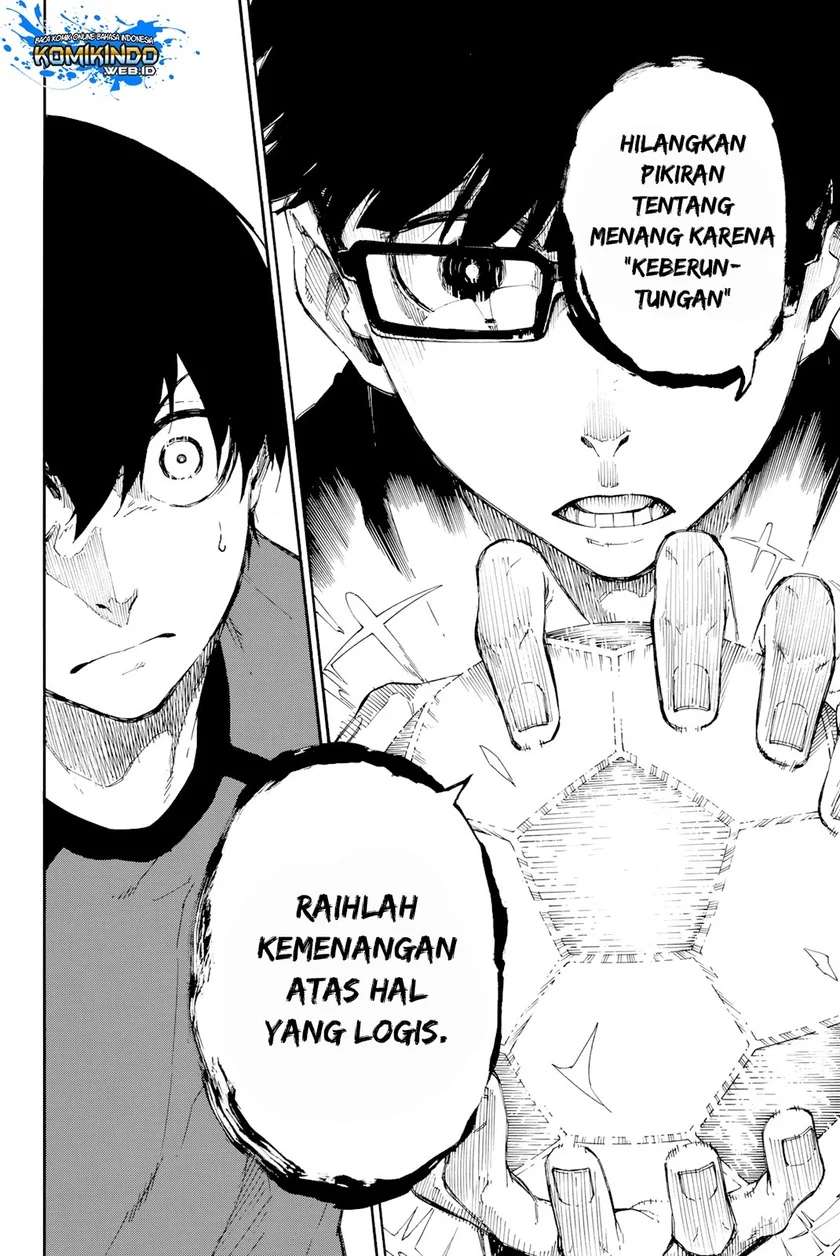 BACA KOMIK ONLINE BAHASA INDONESIA
KOMIKINDO
WEB.ID
HILANGKAN
PIKIRAN
TENTANG
MENANG KARENA
"KEBERUN-
TUNGAN"
RAIHLAH
KEMENANGAN
ATAS HAL
YANG LOGIS.